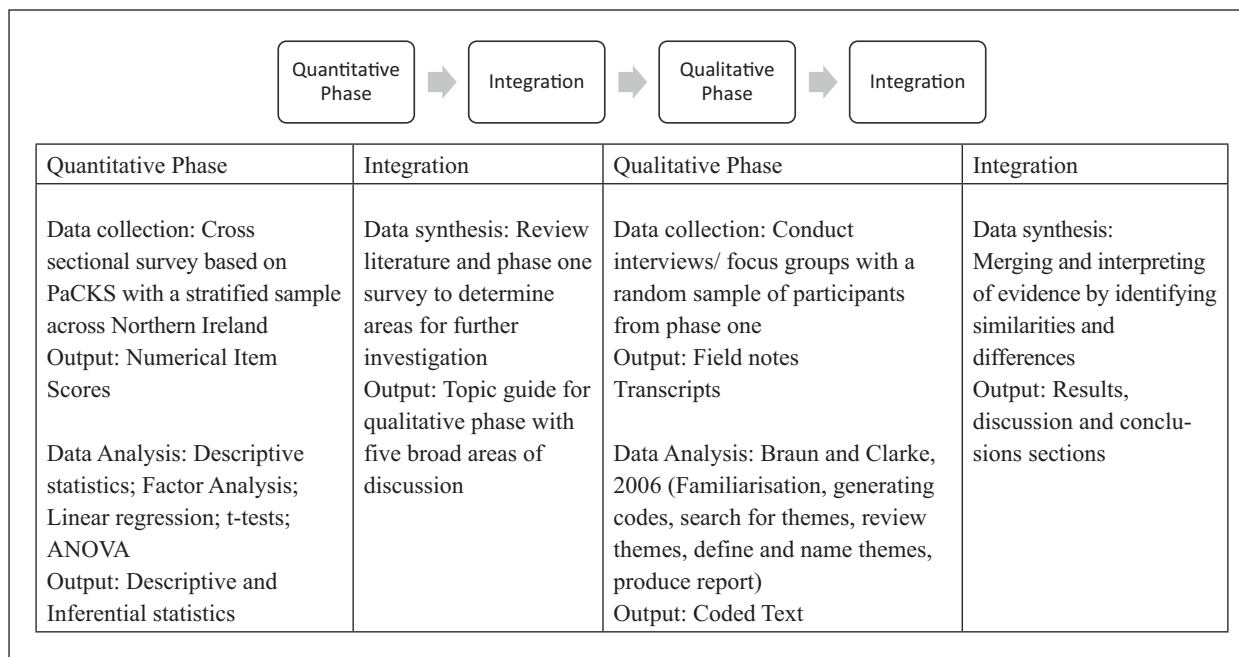 Quantitative
Phase
Integration
Qualitative
Phase
Integration
Quantitative Phase
Data collection: Cross
sectional survey based on
PaCKS with a stratified sample
across Northern Ireland
Output: Numerical Item
Scores
Data Analysis: Descriptive
statistics; Factor Analysis;
Linear regression; t-tests;
ANOVA
Output: Descriptive and
Inferential statistics
Integration
Data synthesis: Review
literature and phase one
survey to determine
areas for further
investigation
Output: Topic guide for
qualitative phase with
five broad areas of
discussion
Qualitative Phase
Data collection: Conduct
interviews/ focus groups with a
random sample of participants
from phase one
Output: Field notes
Transcripts
Data Analysis: Braun and Clarke,
2006 (Familiarisation, generating
codes, search for themes, review
themes, define and name themes,
produce report)
Output: Coded Text
Integration
Data synthesis:
Merging and interpreting
of evidence by identifying
similarities and
differences
Output: Results,
discussion and conclu-
sions sections